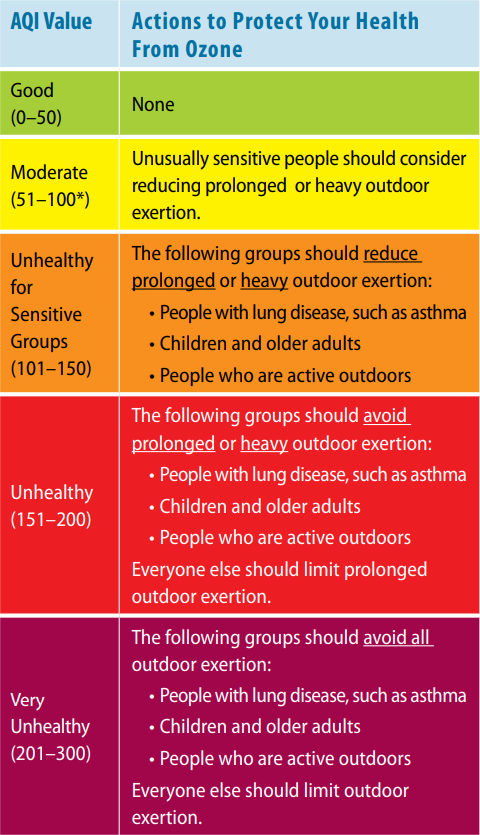 AQI Value
Actions to Protect Your Health
From Ozone
Good
(0–50)
None
Moderate
(51–100*)
Unusually sensitive people should consider
reducing prolonged or heavy outdoor
exertion.
Unhealthy
for
Sensitive
Groups
(101–150)
The following groups should reduce
prolonged or heavy outdoor exertion:
• People with lung disease, such as asthma
• Children and older adults
• People who are active outdoors
Unhealthy
(151–200)
The following groups should avoid
prolonged or heavy outdoor exertion:
• People with lung disease, such as asthma
• Children and older adults
• People who are active outdoors
Everyone else should limit prolonged
outdoor exertion.
Very
Unhealthy
(201–300)
The following groups should avoid all
outdoor exertion:
• People with lung disease, such as asthma
• Children and older adults
• People who are active outdoors
Everyone else should limit outdoor
exertion.